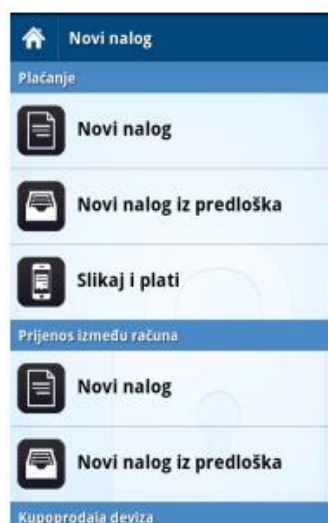 Novi nalog
Plaćanje
Novi nalog
Novi nalog iz predloška
Slikaj i plati
Prijenos između računa
Novi nalog
Novi nalog iz predloška
Kupoprodaja deviza